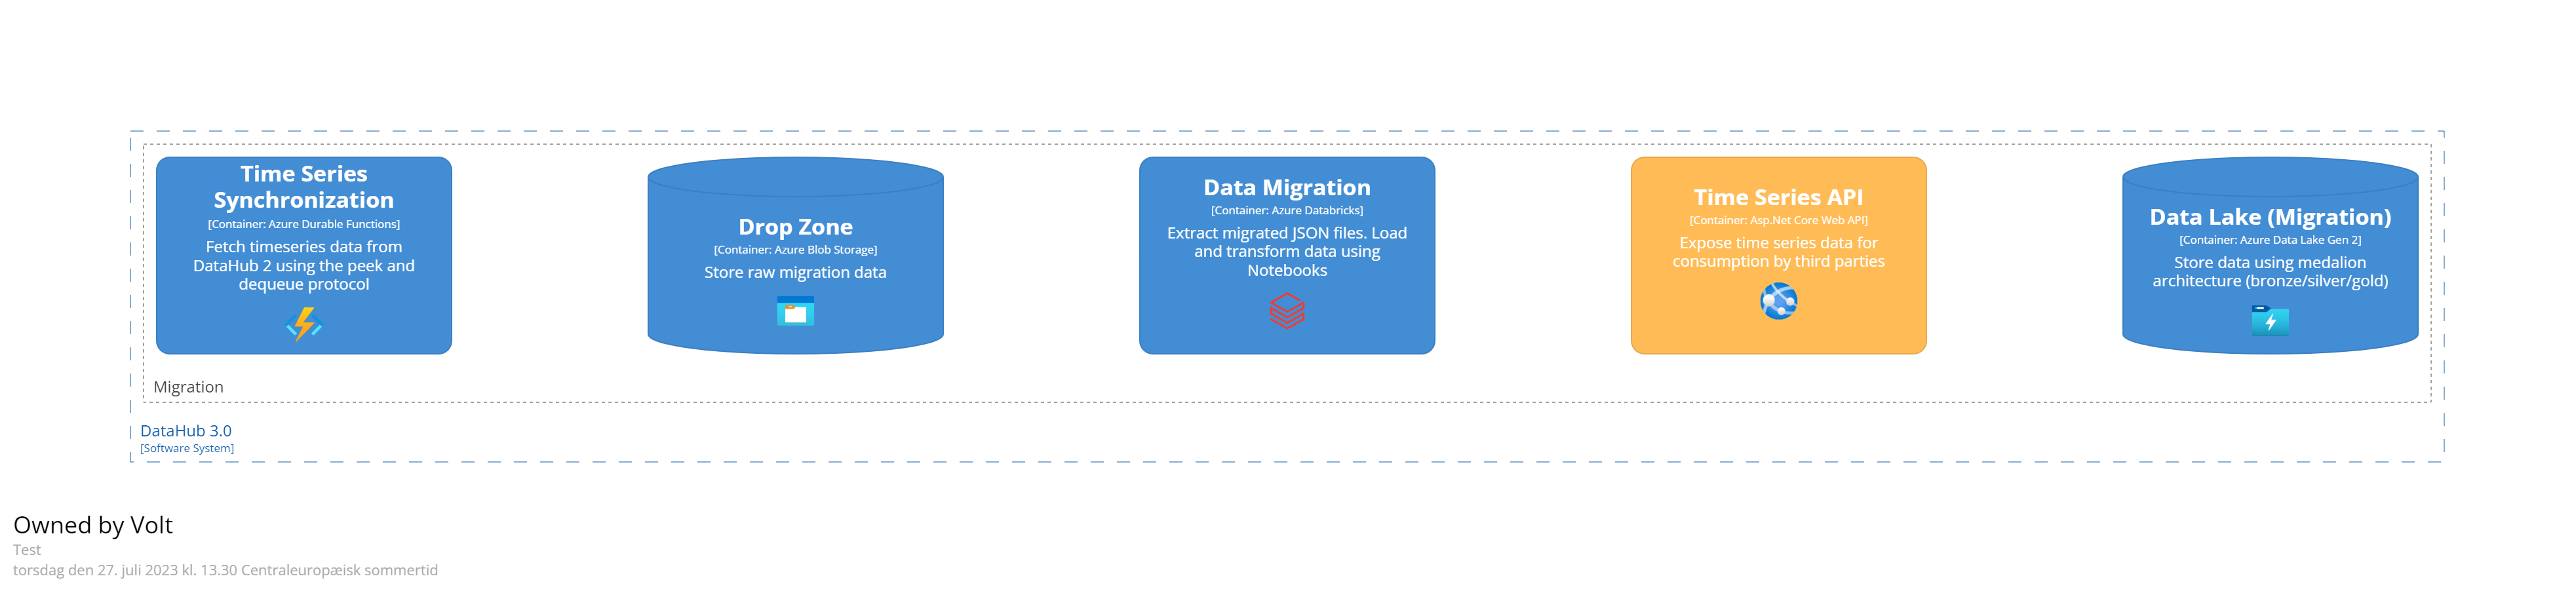 Time Series
Synchronization
[Container: Azure Durable Functions]
Fetch timeseries data from
DataHub 2 using the peek and
dequeue protocol
Drop Zone
[Container: Azure Blob Storage]
Store raw migration data
Data Migration
[Container: Azure Databricks]
Extract migrated JSON files. Load
and transform data using
Notebooks
Time Series API
[Container: Asp.Net Core Web API]
Expose time series data for
consumption by third parties
Data Lake (Migration)
[Container: Azure Data Lake Gen 2]
Store data using medalion
architecture (bronze/silver/gold)
Migration
DataHub 3.0
[Software System]
Owned by Volt
Test
torsdag den 27. juli 2023 kl. 13.30 Centraleuropæisk sommertid